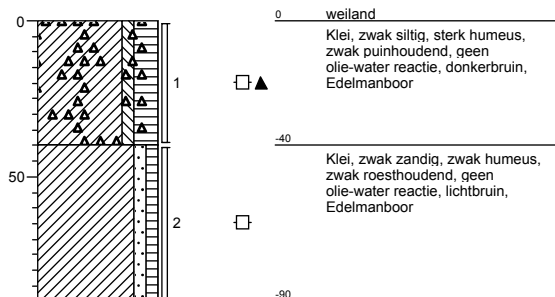 0
0
weiland
Klei, zwak siltig, sterk humeus,
zwak puinhoudend, geen
olie-water reactie, donkerbruin,
Edelmanboor
1
-40
Klei, zwak zandig, zwak humeus,
zwak roesthoudend, geen
olie-water reactie, lichtbruin,
Edelmanboor
50
2
-90